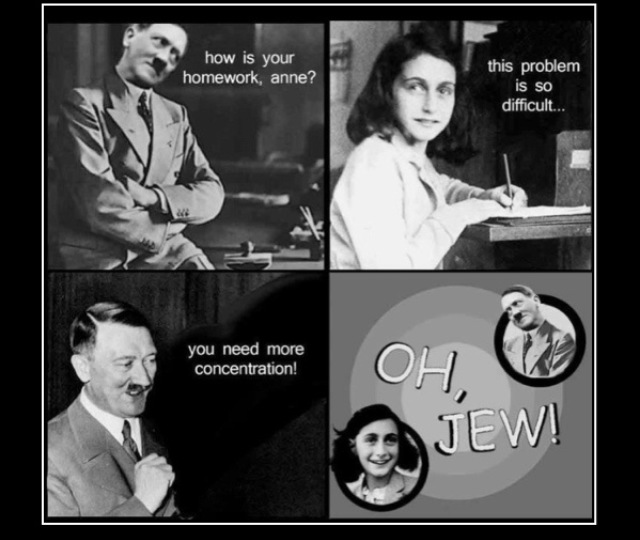 how is your
homework, anne?
this problem
is so
difficult...
you need more
concentration!
OH,
JEW!